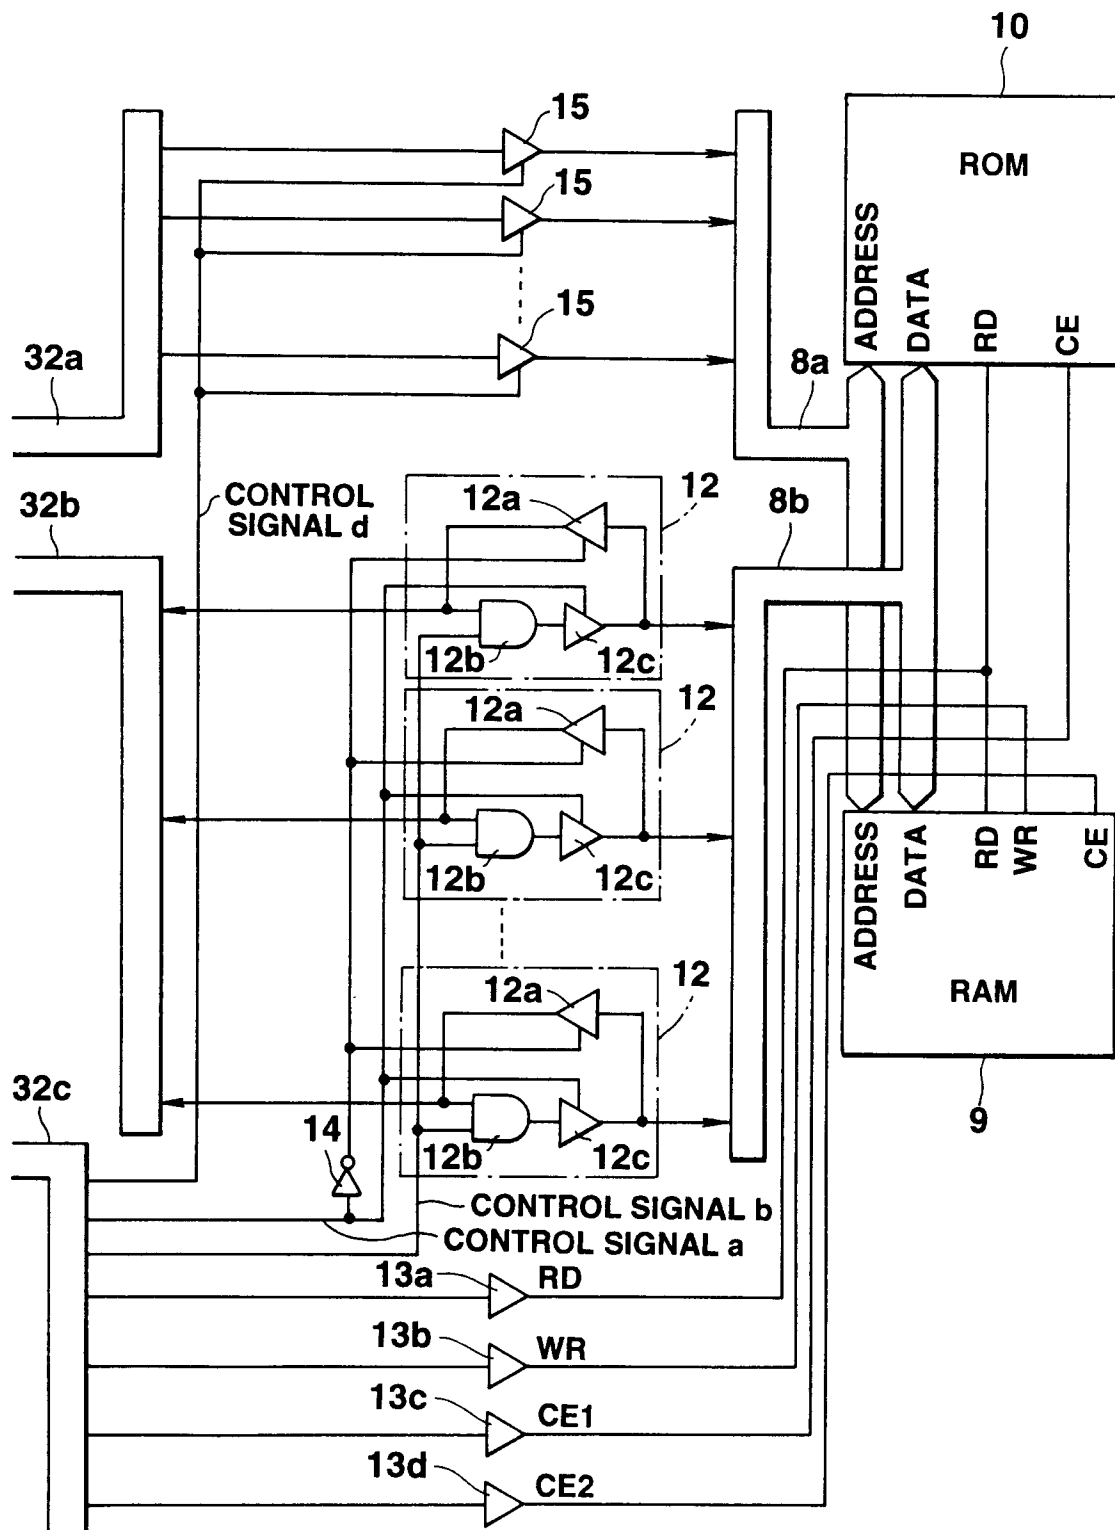 10
15
ROM
15
ADDRESS
DATA
RD
CE
15
32a
8a
32b
CONTROL
SIGNAL d
12a
12
8b
12b
12c
12a
12
12b
12c
ADDRESS
DATA
RD
WR
CE
12a
12
RAM
32c
9
14
12b
12c
CONTROL SIGNAL b
CONTROL SIGNAL a
13a
RD
13b
WR
13c
CE1
13d
CE2